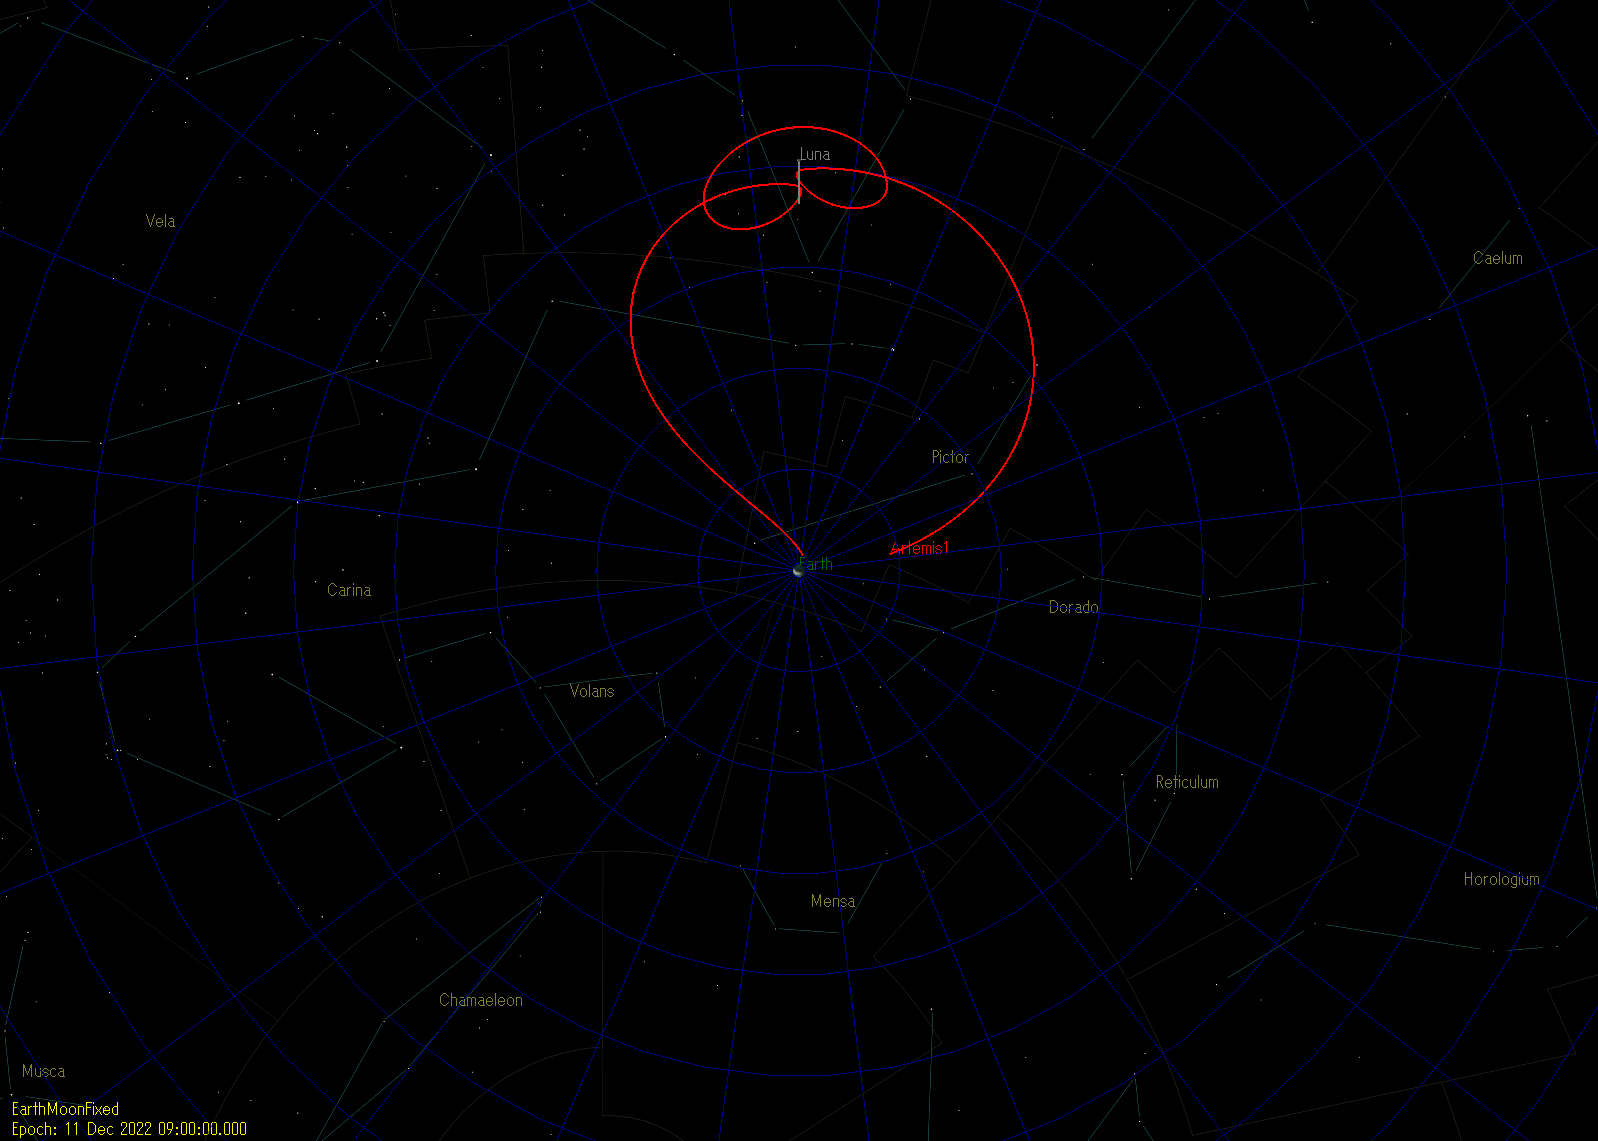 Luna
Vela
Caelum
Pictor
Artemis1
Earth
Carina
Dorado
Volans
Reticulum
Horologium
Mensa
Chamaeleon
Musca
EarthMoonFixed
Epoch: 11 Dec 2022 09:00:00.000